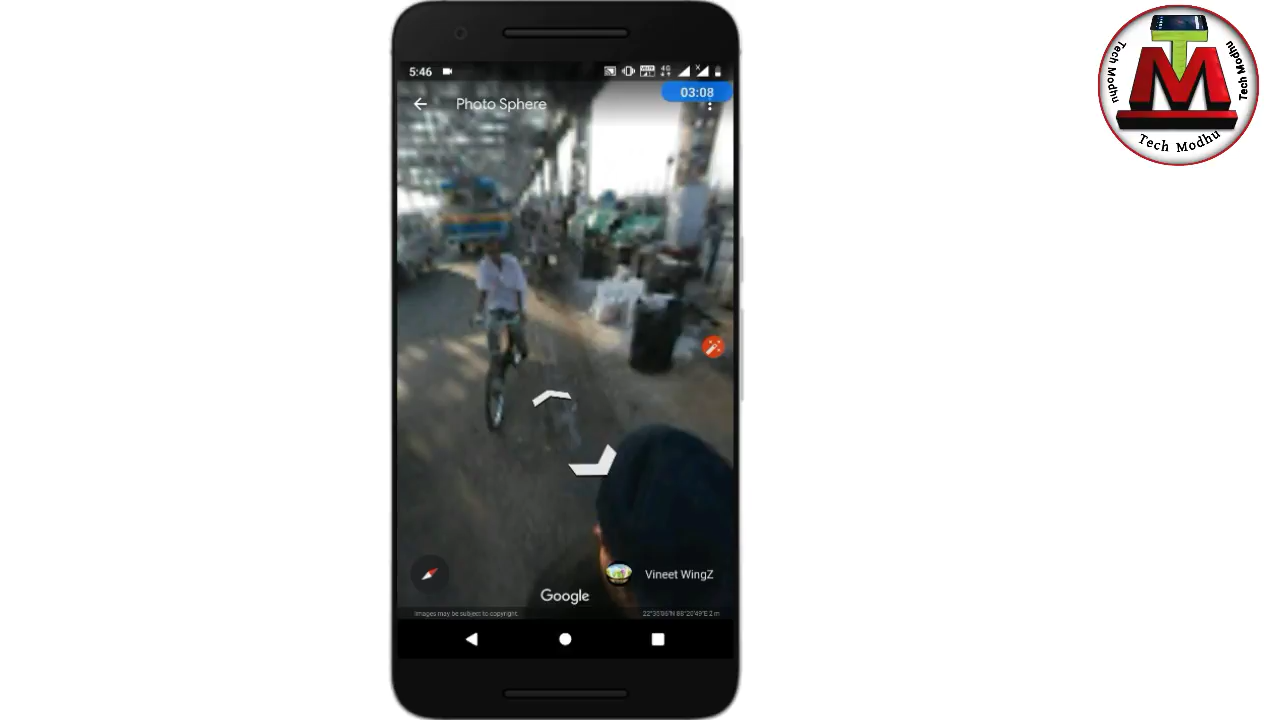 5:46
03:08
Photo Sphere
Vineet WingZ
Google
Images may be subject to copyright.
Tech Modhu
Tech Modhu
TM
Tech Modhu